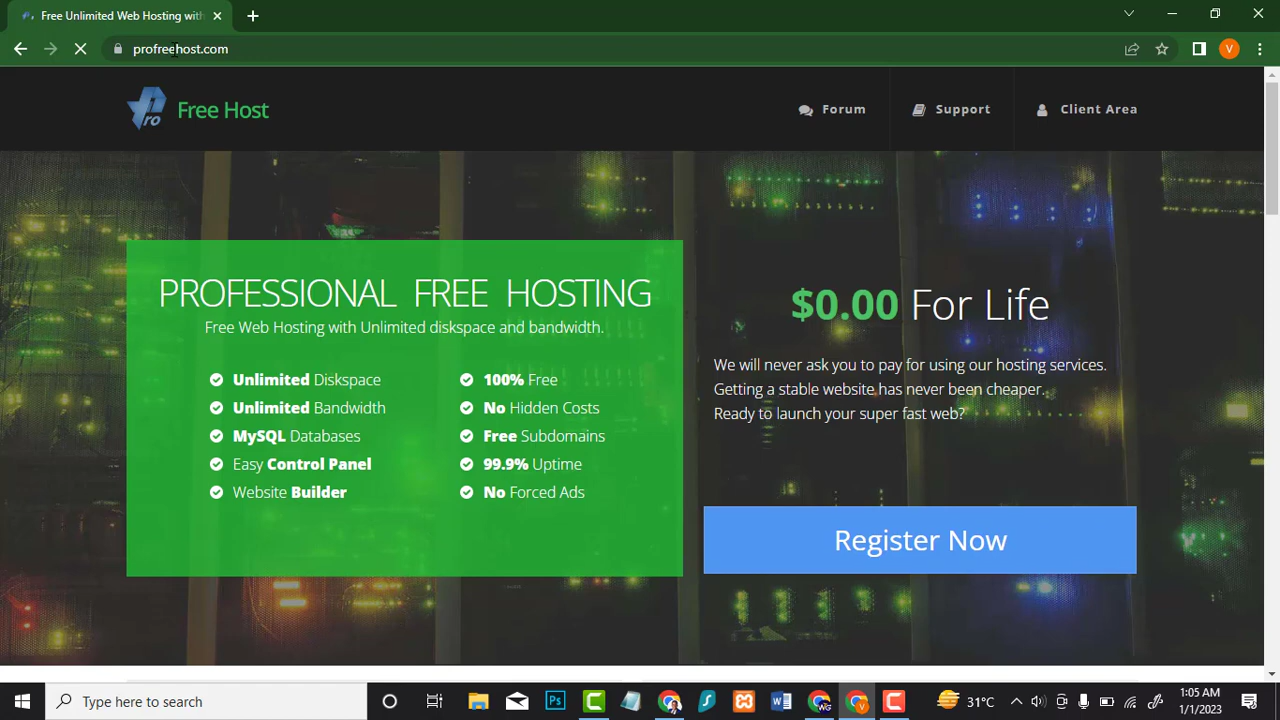 Free Unlimited Web Hosting with
profreehost.com
V
Pro Free Host
Forum
Support
Client Area
PROFESSIONAL FREE HOSTING
Free Web Hosting with Unlimited diskspace and bandwidth.
Unlimited Diskspace
Unlimited Bandwidth
MySQL Databases
Easy Control Panel
Website Builder
100% Free
No Hidden Costs
Free Subdomains
99.9% Uptime
No Forced Ads
$0.00 For Life
We will never ask you to pay for using our hosting services.
Getting a stable website has never been cheaper.
Ready to launch your super fast web?
Register Now
Type here to search
Ps
W
WG
V
31°C
1:05 AM
1/1/2023